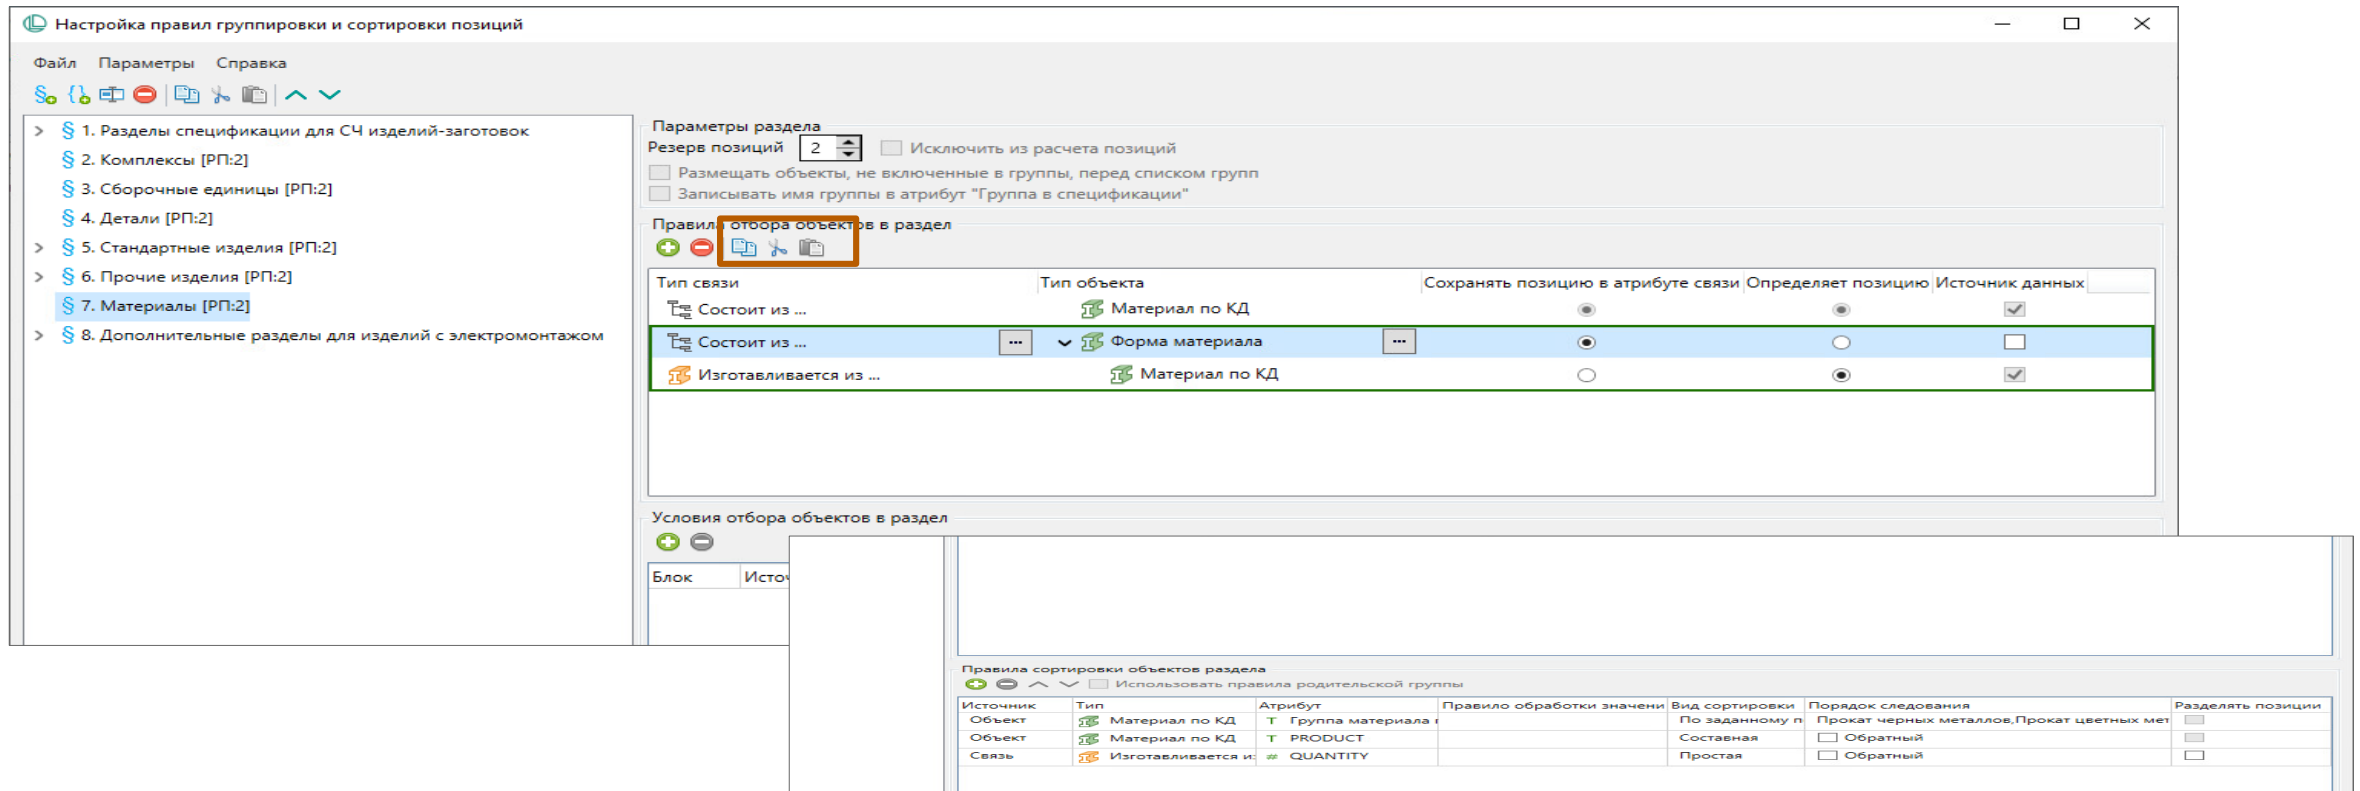 Настройка правил группировки и сортировки позиций
Файл Параметры Справка
1. Разделы спецификации для СЧ изделий-заготовок
2. Комплексы [РП:2]
3. Сборочные единицы [РП:2]
4. Детали [РП:2]
5. Стандартные изделия [РП:2]
6. Прочие изделия [РП:2]
7. Материалы [РП:2]
8. Дополнительные разделы для изделий с электромонтажом
Параметры раздела
Резерв позиций 2 Исключить из расчета позиций
Размещать объекты, не включенные в группы, перед списком групп
Записывать имя группы в атрибут "Группа в спецификации"
Правила отбора объектов в раздел
Тип связи Тип объекта Сохранять позицию в атрибуте связи Определяет позицию Источник данных
Состоит из ... Материал по КД
Состоит из ... ... Форма материала ...
Изготавливается из ... Материал по КД
Условия отбора объектов в раздел
Блок
Правила сортировки объектов раздела
Использовать правила родительской группы
Источник Тип Атрибут Правило обработки значени Вид сортировки Порядок следования Разделять позиции
Объект Материал по КД Т Группа материала По заданному п Прокат черных металлов,Прокат цветных мет
Объект Материал по КД Т PRODUCT Составная Обратный
Связь Изготавливается из # QUANTITY Простая Обратный